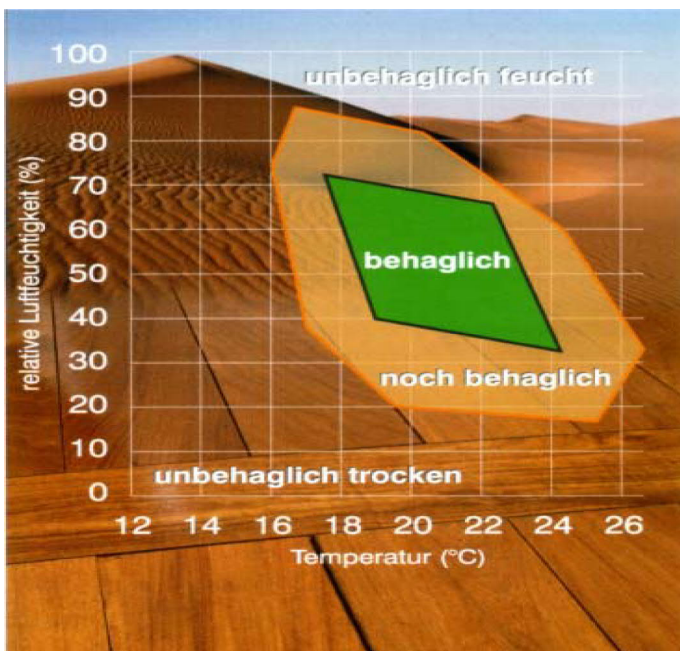 100
unbehaglich feucht
90
80
70
60
behaglich
50
40
30
noch behaglich
20
10
unbehaglich trocken
0
12 14 16 18 20 22 24 26
Temperatur (°C)
relative Luftfeuchtigkeit (%)